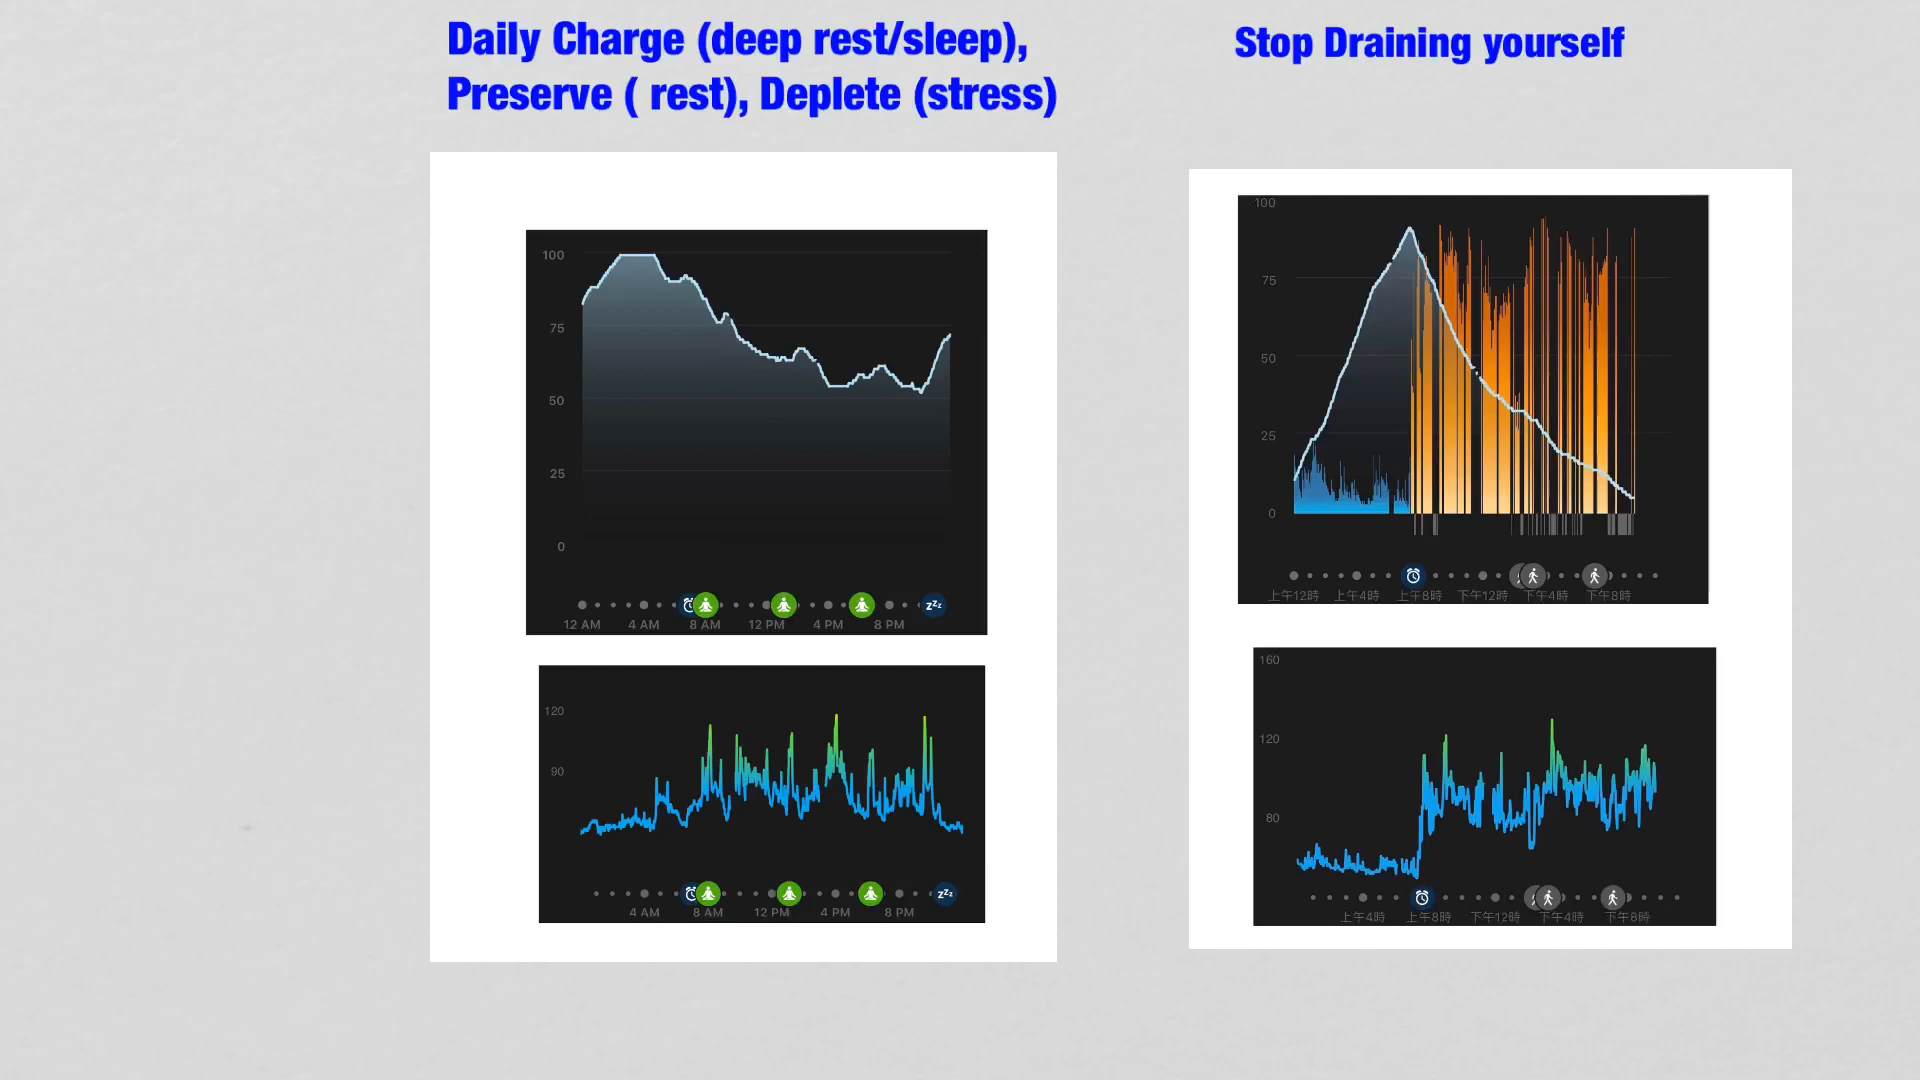 Daily Charge (deep rest/sleep),
Preserve ( rest), Deplete (stress)
100
75
50
25
0
zZz
12 AM 4 AM 8 AM 12 PM 4 PM 8 PM
120
90
zZz
4 AM 8 AM 12 PM 4 PM 8 PM
Stop Draining yourself
100
75
50
25
0
上午12時 上午4時 上午8時 下午12時 下午4時 下午8時
160
120
80
上午4時 上午8時 下午12時 下午4時 下午8時